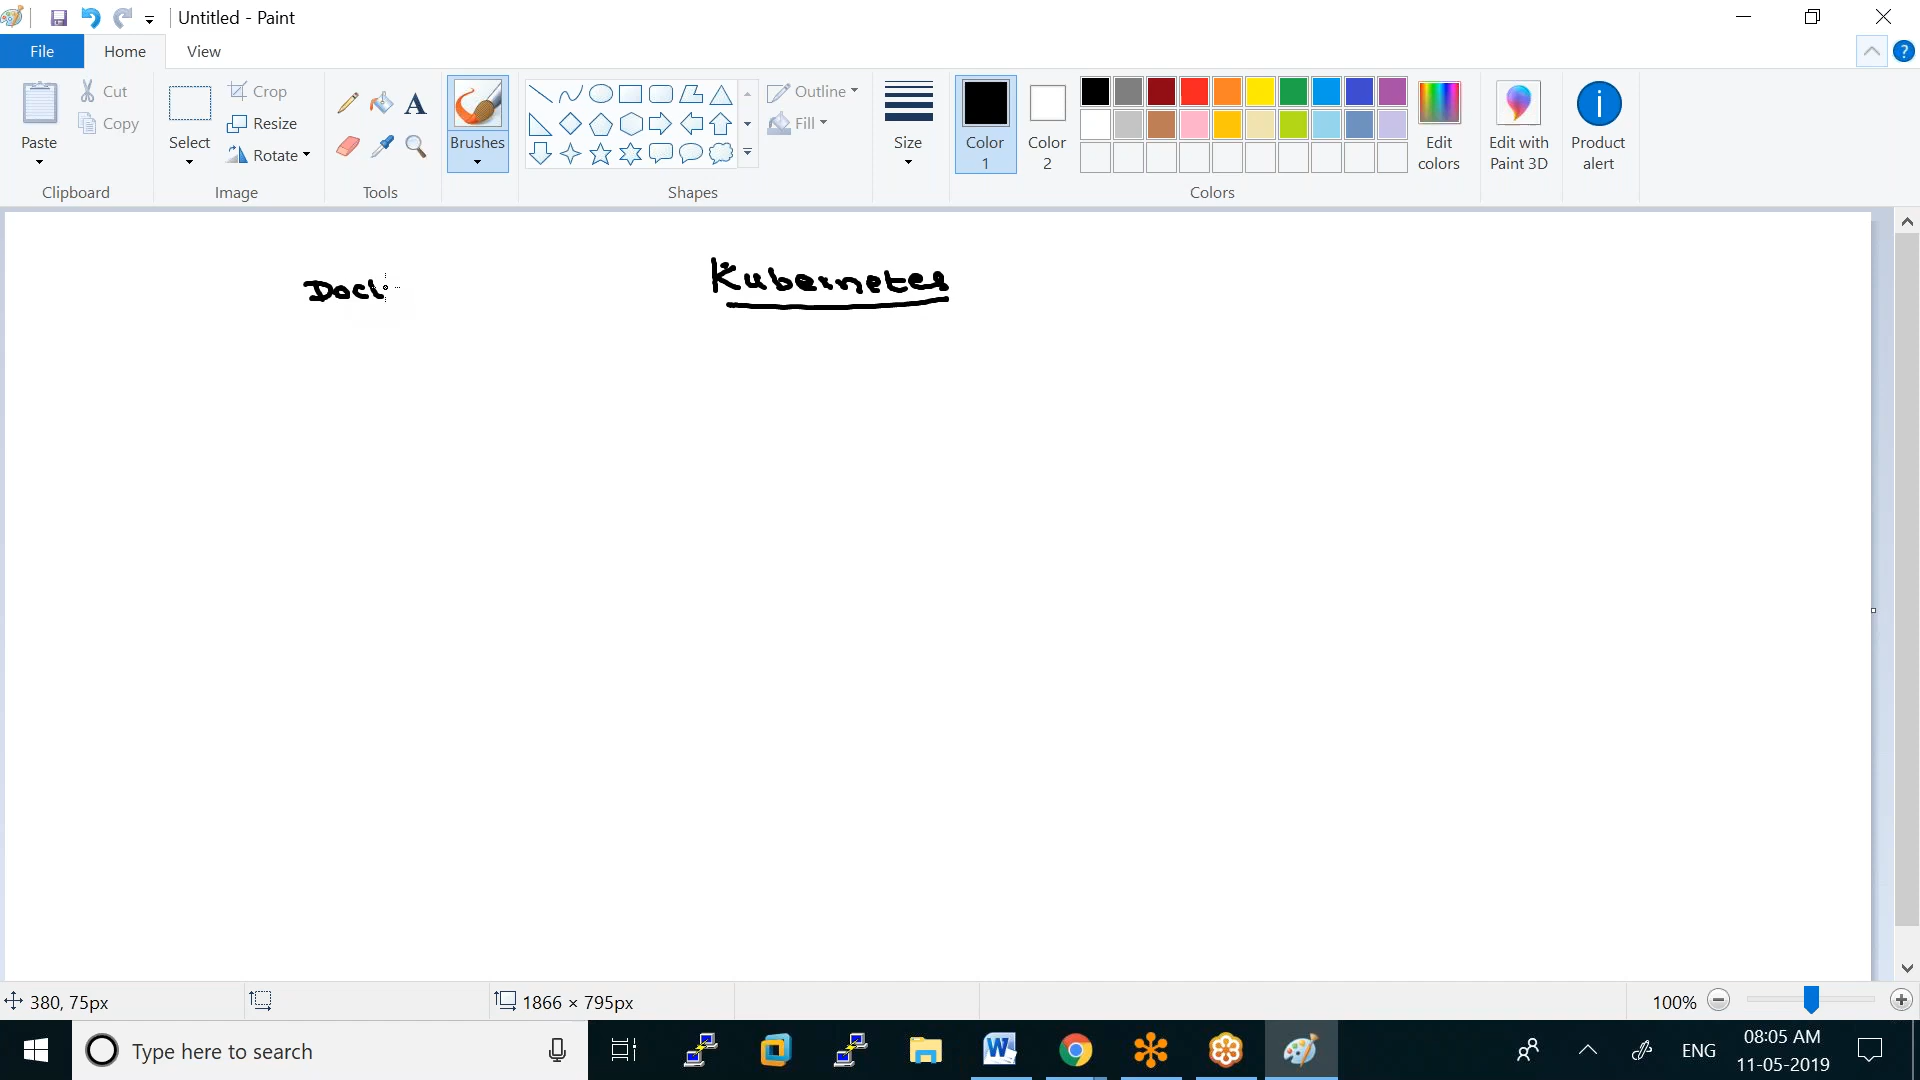 Untitled - Paint
File Home View
Paste Cut Copy Clipboard
Select Crop Resize Rotate Image
Tools
Brushes
Shapes
Outline Fill
Size
Color 1
Color 2
Edit colors
Colors
Edit with Paint 3D
Product alert
Kubernetes
380, 75px
1866 × 795px
100%
Type here to search
ENG
08:05 AM
11-05-2019